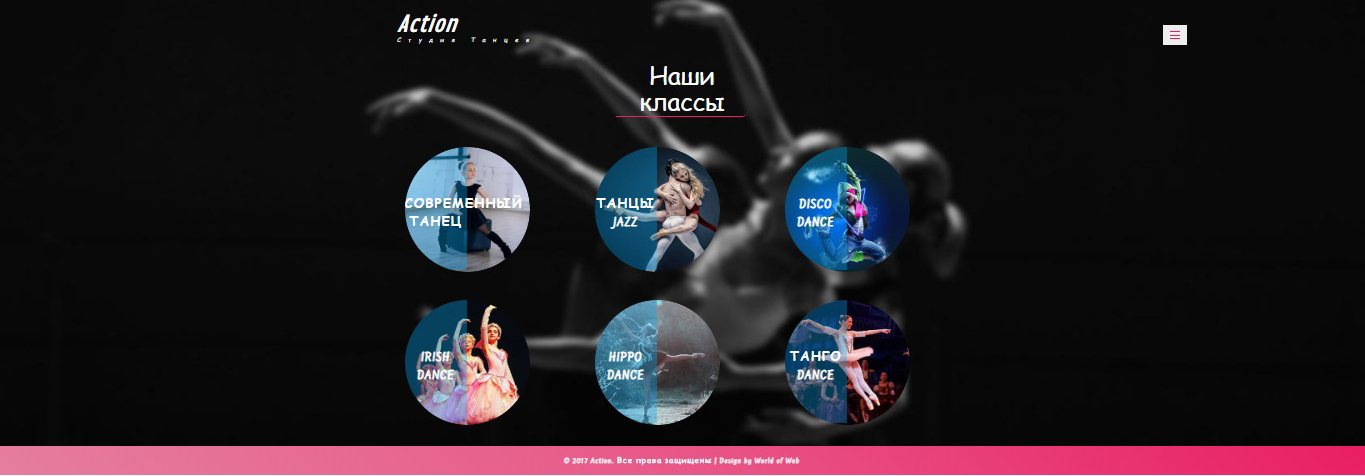 Action
Студия Танцев
Наши
классы
СОВРЕМЕННЫЙ
ТАНЕЦ
ТАНЦЫ
JAZZ
DISCO
DANCE
IRISH
DANCE
HIPPO
DANCE
ТАНГО
DANCE
© 2017 Action. Все права защищены | Design by World of Web